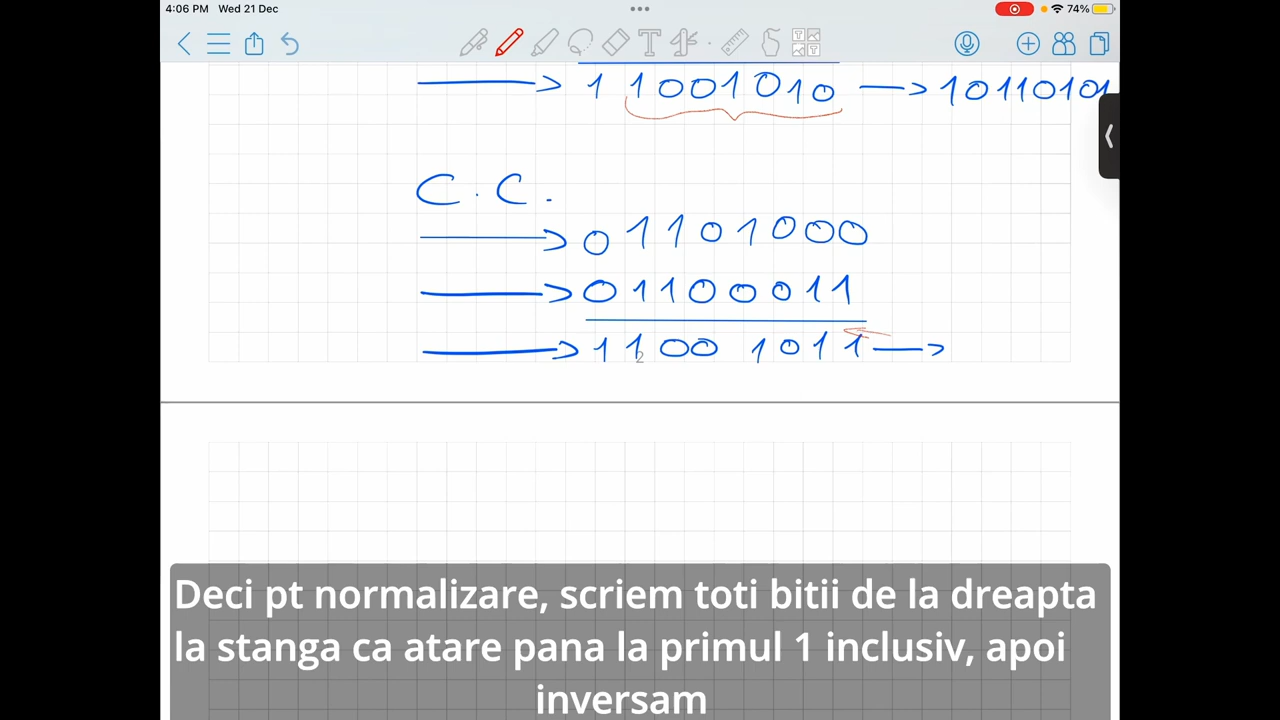 4:06 PM Wed 21 Dec
74%
1 1001010 → 10110101
C.C.
→ 01101000
→ 01100011
→ 1100 1011 →
Deci pt normalizare, scriem toti bitii de la dreapta
la stanga ca atare pana la primul 1 inclusiv, apoi
inversam